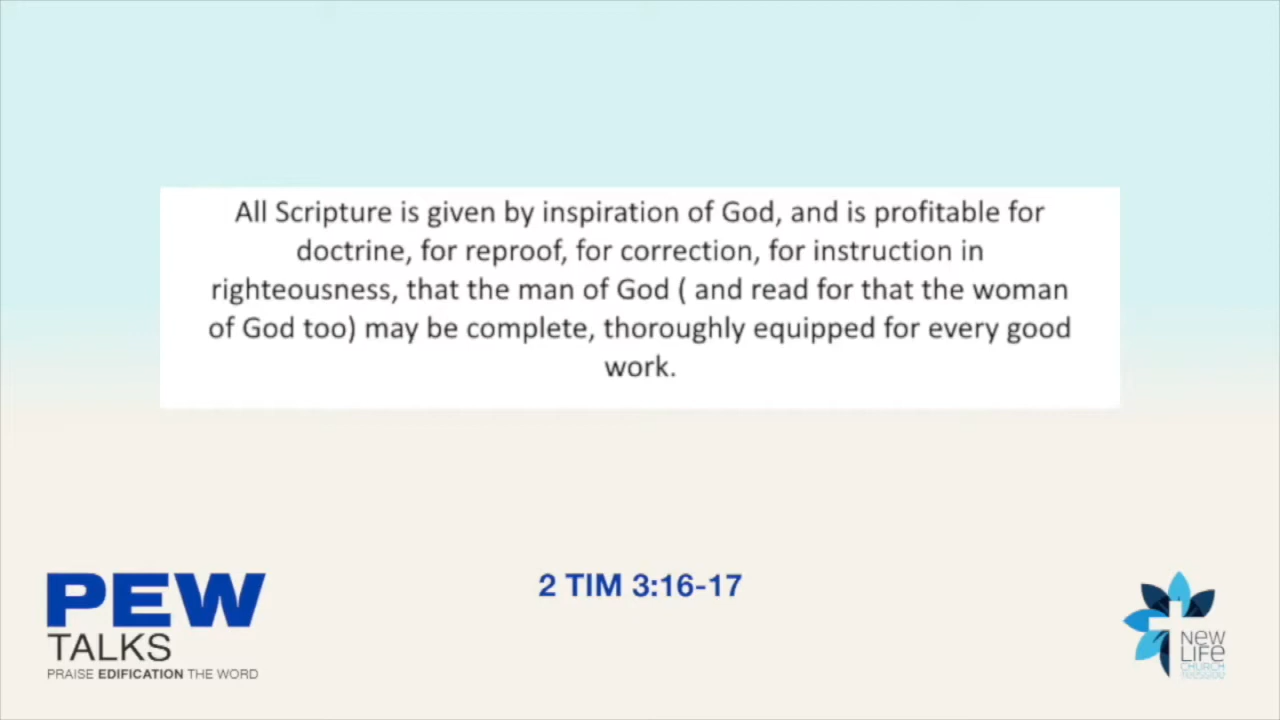 All Scripture is given by inspiration of God, and is profitable for
doctrine, for reproof, for correction, for instruction in
righteousness, that the man of God ( and read for that the woman
of God too) may be complete, thoroughly equipped for every good
work.
2 TIM 3:16-17
PEW
TALKS
PRAISE EDIFICATION THE WORD
NEW
LIFE
CHURCH
TEESSIDE